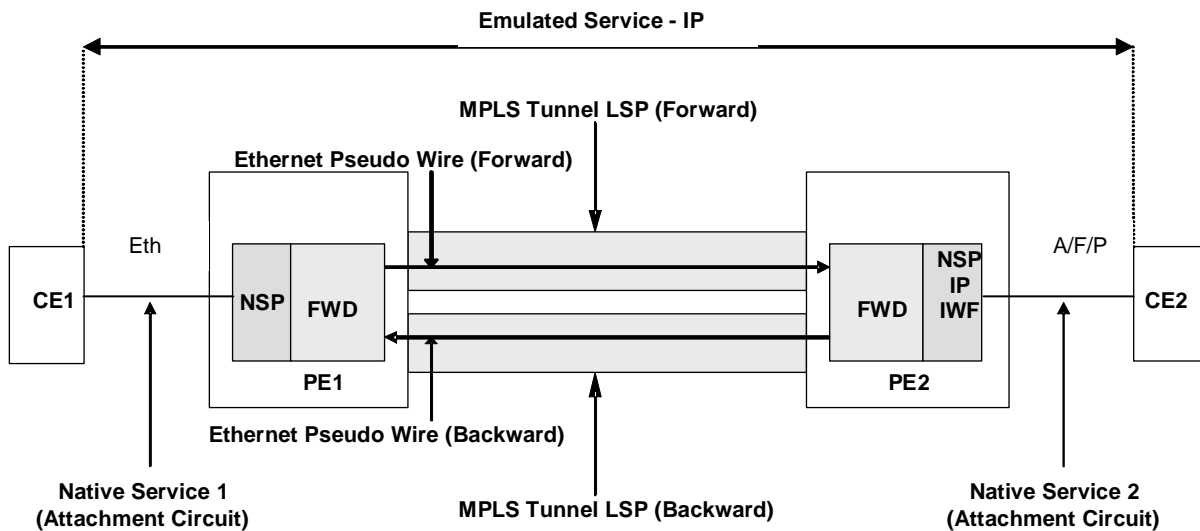 Emulated Service - IP
MPLS Tunnel LSP (Forward)
Ethernet Pseudo Wire (Forward)
Eth
A/F/P
CE1
NSP
FWD
FWD
NSP
IP
IWF
CE2
PE1
PE2
Ethernet Pseudo Wire (Backward)
Native Service 1
(Attachment Circuit)
MPLS Tunnel LSP (Backward)
Native Service 2
(Attachment Circuit)